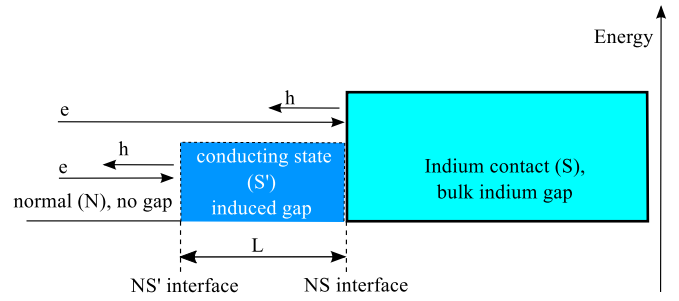 Energy
h
e
h
e
conducting state
(S')
induced gap
Indium contact (S),
bulk indium gap
normal (N), no gap
L
NS' interface
NS interface